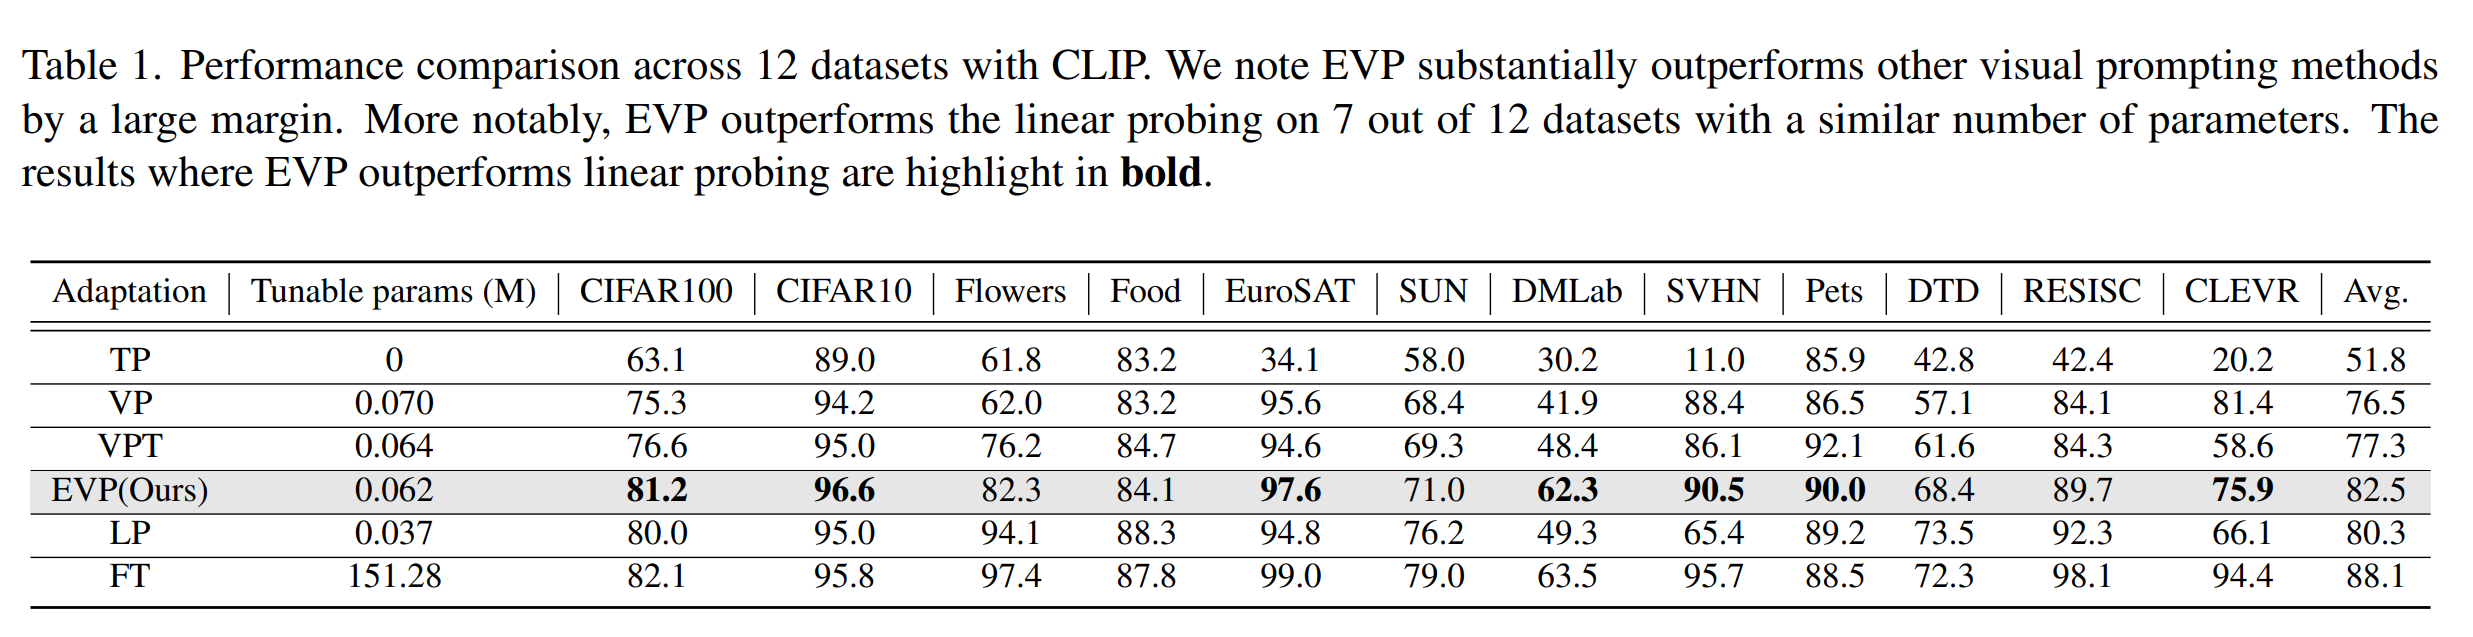 Table 1. Performance comparison across 12 datasets with CLIP. We note EVP substantially outperforms other visual prompting methods
by a large margin. More notably, EVP outperforms the linear probing on 7 out of 12 datasets with a similar number of parameters. The
results where EVP outperforms linear probing are highlight in bold.
Adaptation Tunable params (M) CIFAR100 CIFAR10 Flowers Food EuroSAT SUN DMLab SVHN Pets DTD RESISC CLEVR Avg.
TP 0 63.1 89.0 61.8 83.2 34.1 58.0 30.2 11.0 85.9 42.8 42.4 20.2 51.8
VP 0.070 75.3 94.2 62.0 83.2 95.6 68.4 41.9 88.4 86.5 57.1 84.1 81.4 76.5
VPT 0.064 76.6 95.0 76.2 84.7 94.6 69.3 48.4 86.1 92.1 61.6 84.3 58.6 77.3
EVP(Ours) 0.062 81.2 96.6 82.3 84.1 97.6 71.0 62.3 90.5 90.0 68.4 89.7 75.9 82.5
LP 0.037 80.0 95.0 94.1 88.3 94.8 76.2 49.3 65.4 89.2 73.5 92.3 66.1 80.3
FT 151.28 82.1 95.8 97.4 87.8 99.0 79.0 63.5 95.7 88.5 72.3 98.1 94.4 88.1